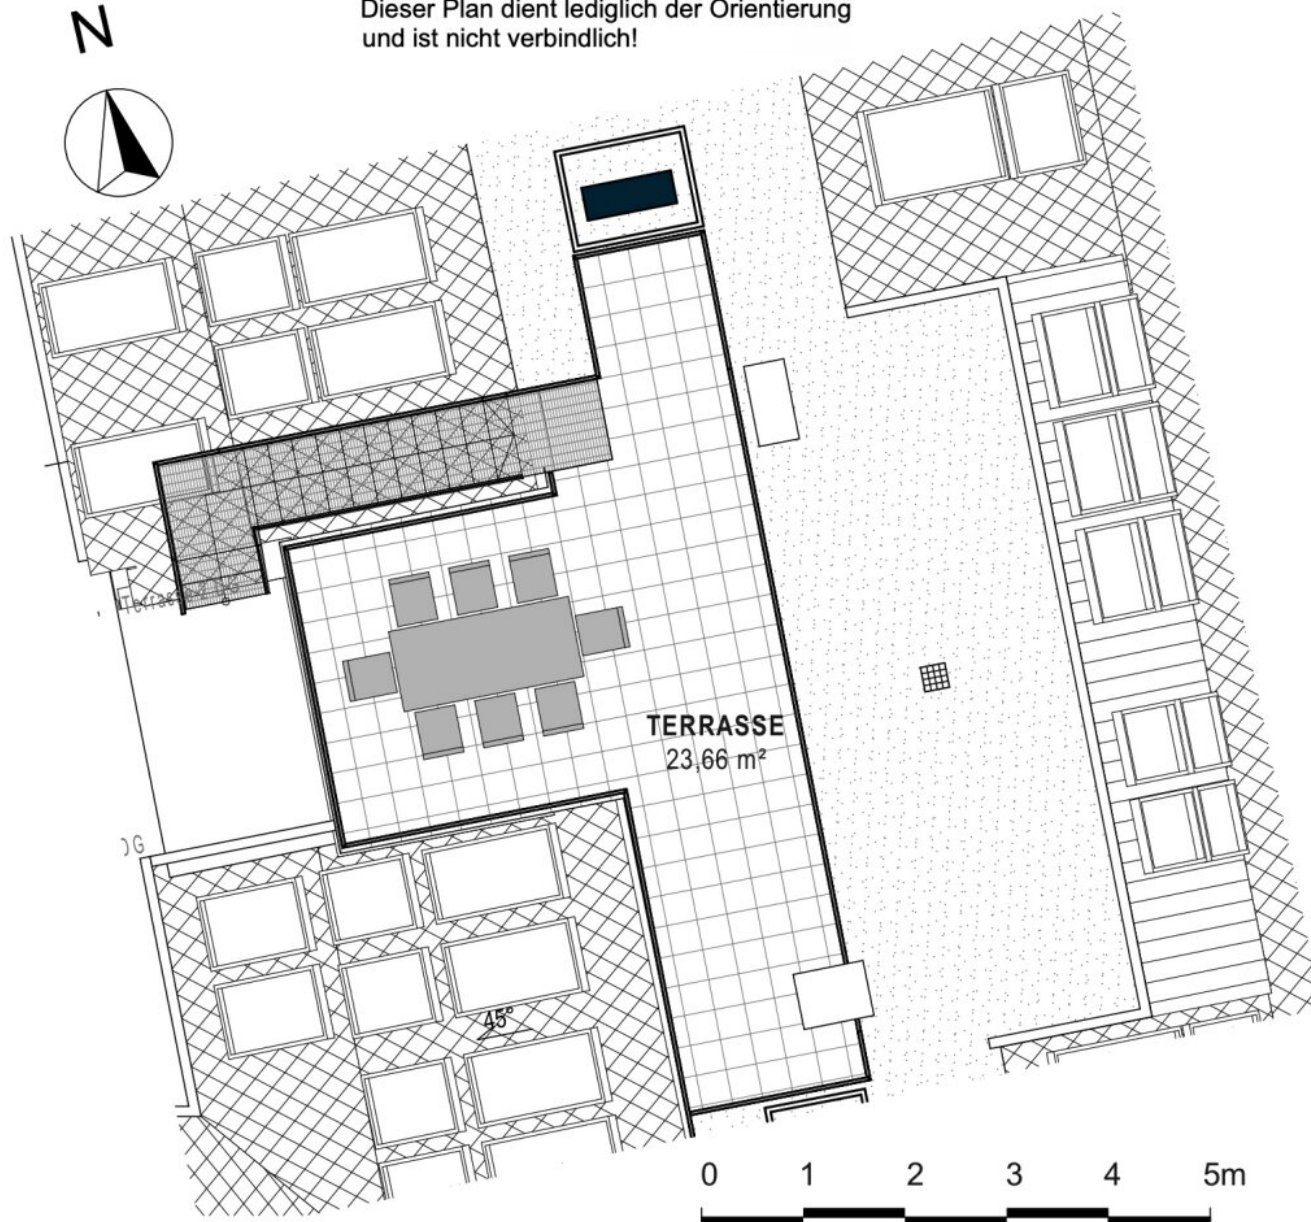 Dieser Plan dient lediglich der Orientierung
und ist nicht verbindlich!
N
TERRASSE
23,66 m²
45°
0 1 2 3 4 5m